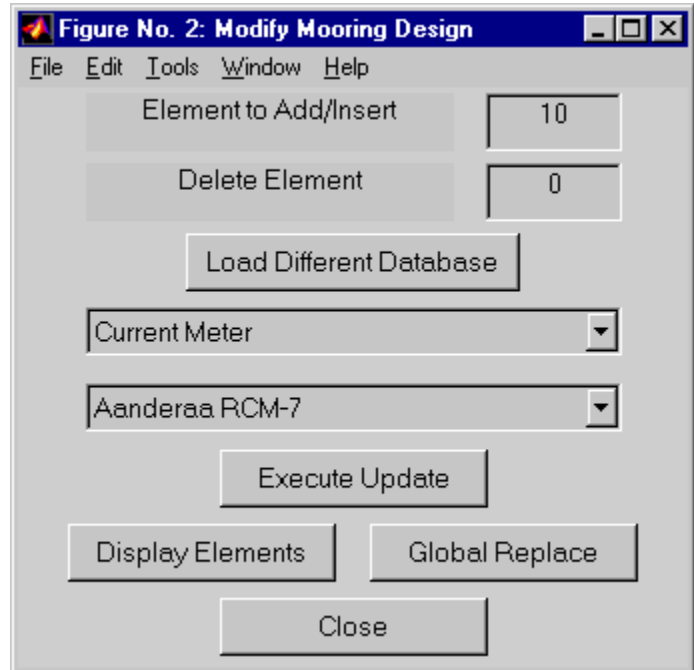 Figure No. 2: Modify Mooring Design
File Edit Tools Window Help
Element to Add/Insert 10
Delete Element 0
Load Different Database
Current Meter
Aanderaa RCM-7
Execute Update
Display Elements Global Replace
Close